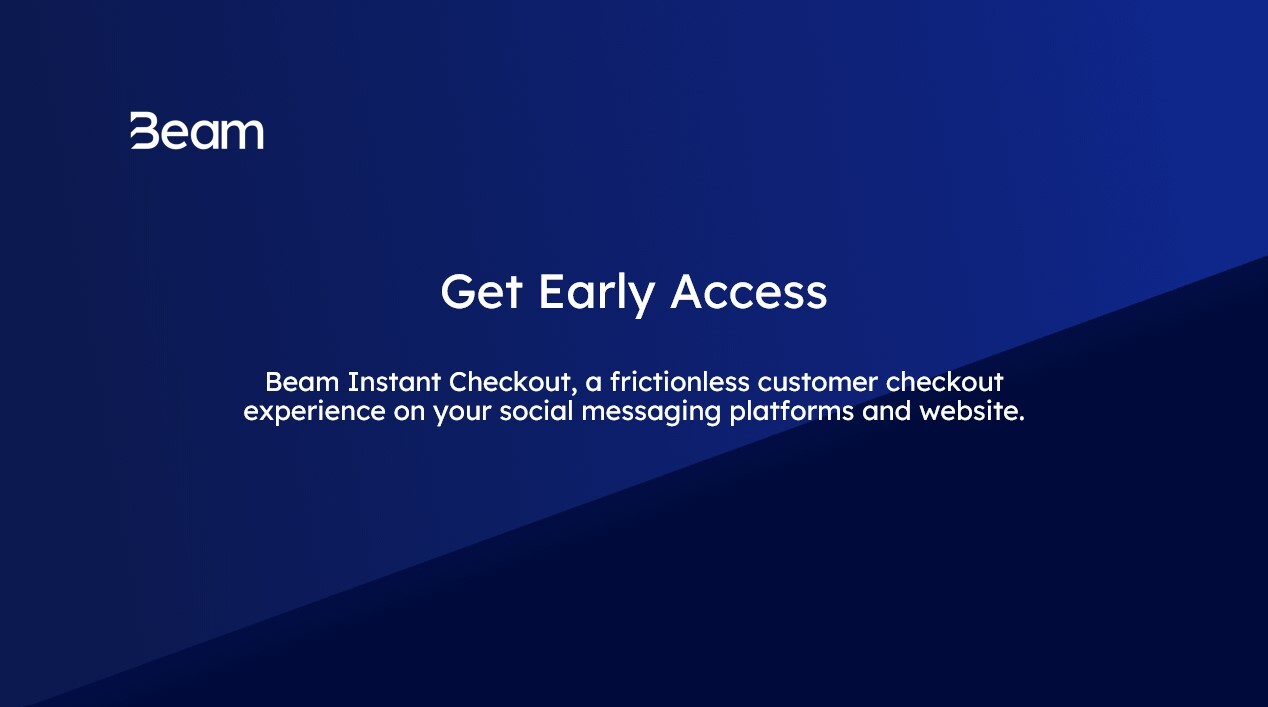 Beam
Get Early Access
Beam Instant Checkout, a frictionless customer checkout
experience on your social messaging platforms and website.